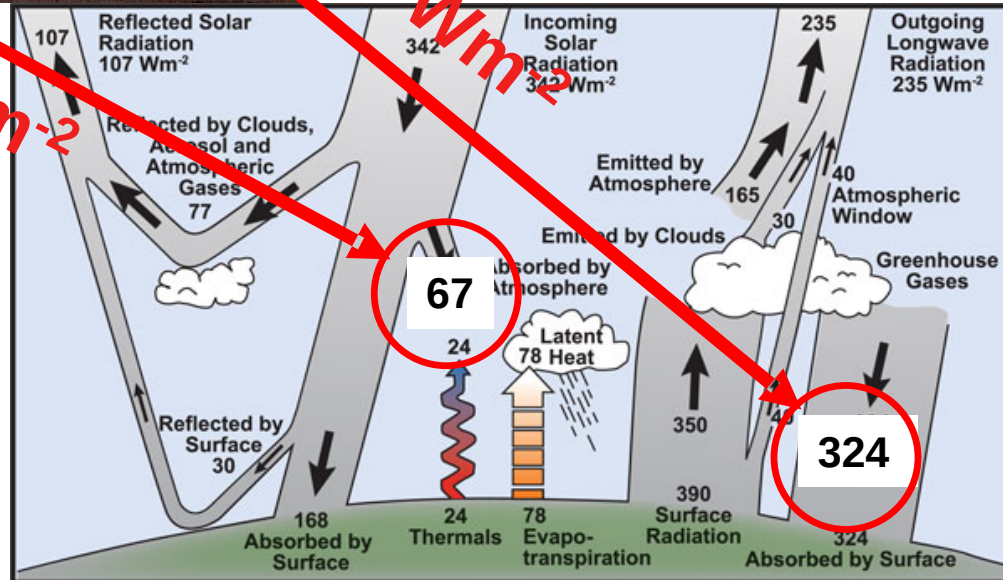 107
Reflected Solar
Radiation
107 Wm-2
342
Incoming
Solar
Radiation
342 Wm-2
235
Outgoing
Longwave
Radiation
235 Wm-2
Wm-2
m-2
Reflected by Clouds,
Aerosol and
Atmospheric
Gases
77
Emitted by
Atmosphere
165
40
Atmospheric
Window
30
Emitted by Clouds
Greenhouse
Gases
67
Absorbed by
Atmosphere
24
Latent
78 Heat
Reflected by
Surface
30
350
40
324
168
Absorbed by
Surface
24
Thermals
78
Evapo-
transpiration
390
Surface
Radiation
324
Absorbed by Surface